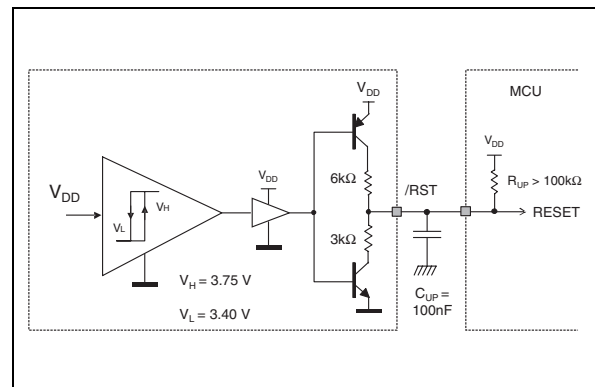 MCU
V_DD
V_DD
R_UP > 100kΩ
RESET
6kΩ
/RST
V_DD
V_DD
V_L
V_H
3kΩ
V_H = 3.75 V
V_L = 3.40 V
C_UP =
100nF